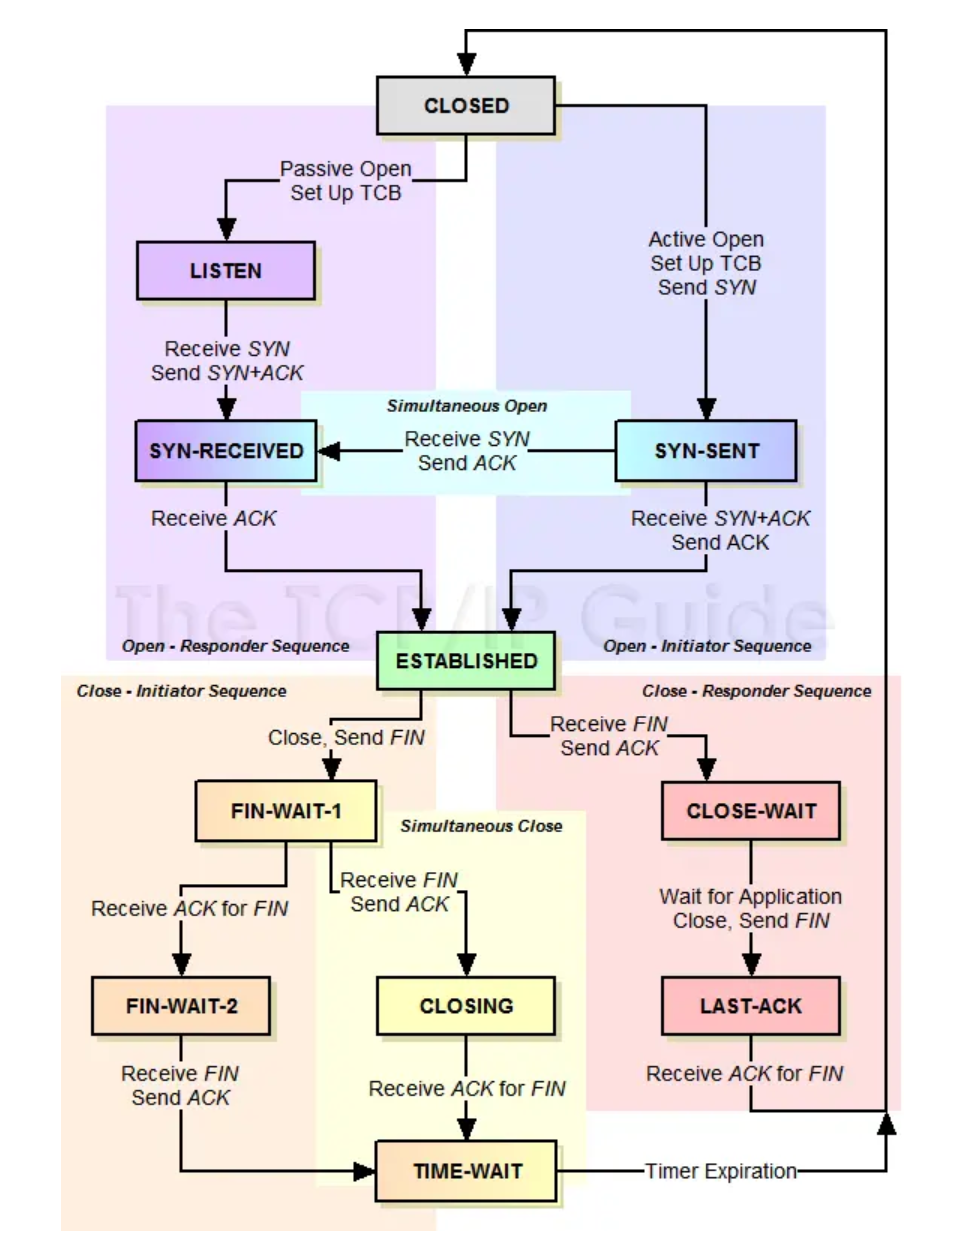 CLOSED
Passive Open
Set Up TCB
Active Open
Set Up TCB
Send SYN
LISTEN
Receive SYN
Send SYN+ACK
Simultaneous Open
Receive SYN
Send ACK
SYN-RECEIVED
SYN-SENT
Receive ACK
Receive SYN+ACK
Send ACK
The TCP/IP Guide
Open - Responder Sequence
Open - Initiator Sequence
ESTABLISHED
Close - Initiator Sequence
Close - Responder Sequence
Close, Send FIN
Receive FIN
Send ACK
FIN-WAIT-1
CLOSE-WAIT
Simultaneous Close
Receive FIN
Send ACK
Receive ACK for FIN
Wait for Application
Close, Send FIN
FIN-WAIT-2
CLOSING
LAST-ACK
Receive FIN
Send ACK
Receive ACK for FIN
Receive ACK for FIN
TIME-WAIT
Timer Expiration